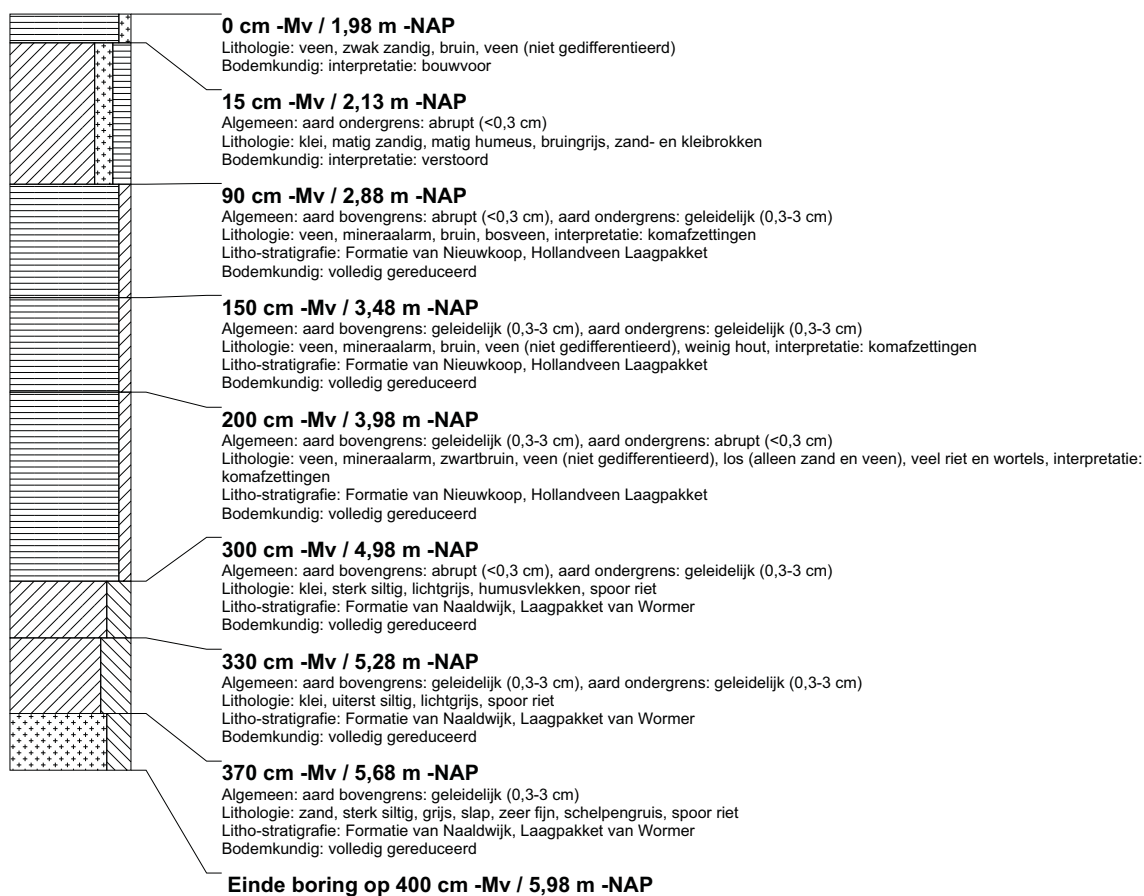 0 cm -Mv / 1,98 m -NAP
Lithologie: veen, zwak zandig, bruin, veen (niet gedifferentieerd)
Bodemkundig: interpretatie: bouwvoor
15 cm -Mv / 2,13 m -NAP
Algemeen: aard ondergrens: abrupt (<0,3 cm)
Lithologie: klei, matig zandig, matig humeus, bruingrijs, zand- en kleibrokken
Bodemkundig: interpretatie: verstoord
90 cm -Mv / 2,88 m -NAP
Algemeen: aard bovengrens: abrupt (<0,3 cm), aard ondergrens: geleidelijk (0,3-3 cm)
Lithologie: veen, mineraalarm, bruin, bosveen, interpretatie: komafzettingen
Litho-stratigrafie: Formatie van Nieuwkoop, Hollandveen Laagpakket
Bodemkundig: volledig gereduceerd
150 cm -Mv / 3,48 m -NAP
Algemeen: aard bovengrens: geleidelijk (0,3-3 cm), aard ondergrens: geleidelijk (0,3-3 cm)
Lithologie: veen, mineraalarm, bruin, veen (niet gedifferentieerd), weinig hout, interpretatie: komafzettingen
Litho-stratigrafie: Formatie van Nieuwkoop, Hollandveen Laagpakket
Bodemkundig: volledig gereduceerd
200 cm -Mv / 3,98 m -NAP
Algemeen: aard bovengrens: geleidelijk (0,3-3 cm), aard ondergrens: abrupt (<0,3 cm)
Lithologie: veen, mineraalarm, zwartbruin, veen (niet gedifferentieerd), los (alleen zand en veen), veel riet en wortels, interpretatie:
komafzettingen
Litho-stratigrafie: Formatie van Nieuwkoop, Hollandveen Laagpakket
Bodemkundig: volledig gereduceerd
300 cm -Mv / 4,98 m -NAP
Algemeen: aard bovengrens: abrupt (<0,3 cm), aard ondergrens: geleidelijk (0,3-3 cm)
Lithologie: klei, sterk siltig, lichtgrijs, humusvlekken, spoor riet
Litho-stratigrafie: Formatie van Naaldwijk, Laagpakket van Wormer
Bodemkundig: volledig gereduceerd
330 cm -Mv / 5,28 m -NAP
Algemeen: aard bovengrens: geleidelijk (0,3-3 cm), aard ondergrens: geleidelijk (0,3-3 cm)
Lithologie: klei, uiterst siltig, lichtgrijs, spoor riet
Litho-stratigrafie: Formatie van Naaldwijk, Laagpakket van Wormer
Bodemkundig: volledig gereduceerd
370 cm -Mv / 5,68 m -NAP
Algemeen: aard bovengrens: geleidelijk (0,3-3 cm)
Lithologie: zand, sterk siltig, grijs, slap, zeer fijn, schelpengruis, spoor riet
Litho-stratigrafie: Formatie van Naaldwijk, Laagpakket van Wormer
Bodemkundig: volledig gereduceerd
Einde boring op 400 cm -Mv / 5,98 m -NAP